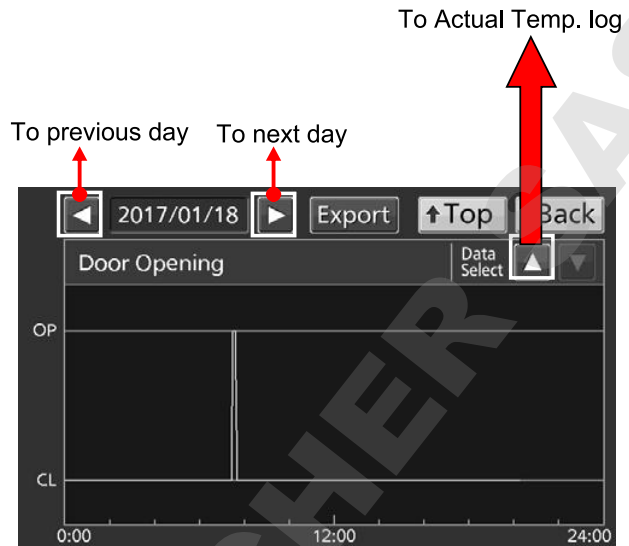 To Actual Temp. log
To previous day
To next day
2017/01/18
Export
Top
Back
Door Opening
Data
Select
OP
CL
0:00
12:00
24:00